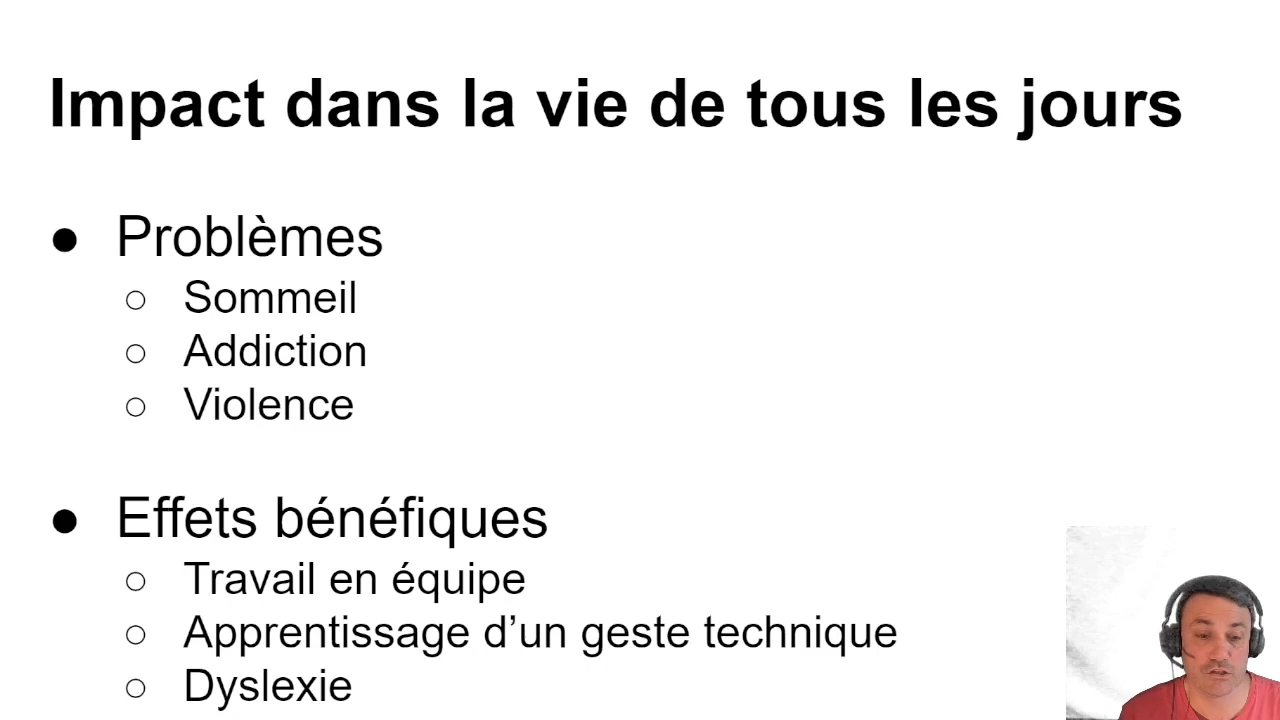 Impact dans la vie de tous les jours
● Problèmes
○ Sommeil
○ Addiction
○ Violence
● Effets bénéfiques
○ Travail en équipe
○ Apprentissage d’un geste technique
○ Dyslexie